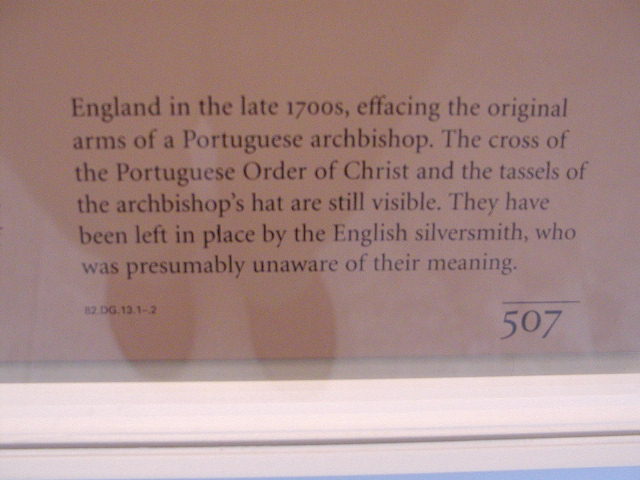 England in the late 1700s, effacing the original
arms of a Portuguese archbishop. The cross of
the Portuguese Order of Christ and the tassels of
the archbishop's hat are still visible. They have
been left in place by the English silversmith, who
was presumably unaware of their meaning.
82.DG.13.1–.2
507